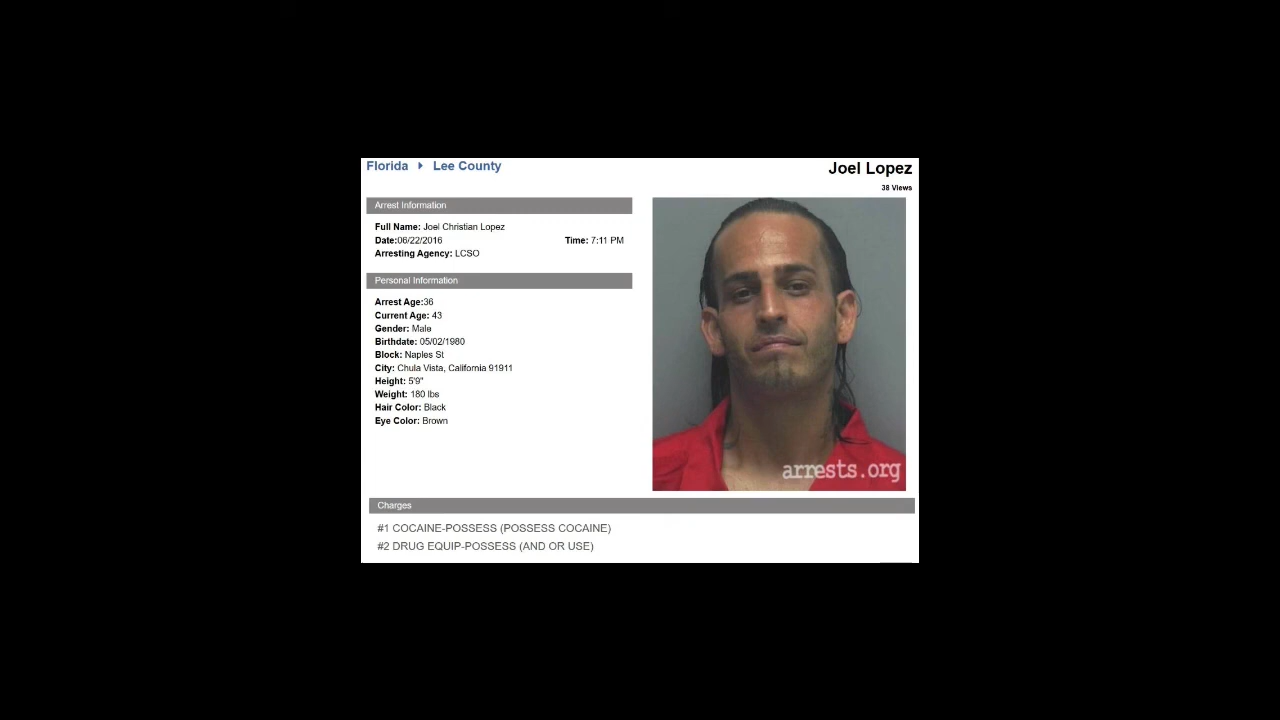 Florida Lee County
Joel Lopez
38 Views
Arrest Information
Full Name: Joel Christian Lopez
Date:06/22/2016 Time: 7:11 PM
Arresting Agency: LCSO
Personal Information
Arrest Age:36
Current Age: 43
Gender: Male
Birthdate: 05/02/1980
Block: Naples St
City: Chula Vista, California 91911
Height: 5'9"
Weight: 180 lbs
Hair Color: Black
Eye Color: Brown
arrests.org
Charges
#1 COCAINE-POSSESS (POSSESS COCAINE)
#2 DRUG EQUIP-POSSESS (AND OR USE)